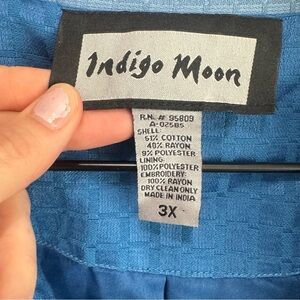 Indigo Moon
R.N. # 95809
A-02585
SHELL:
51% COTTON
40% RAYON
9% POLYESTER
LINING:
100% POLYESTER
EMBROIDERY:
100% RAYON
DRY CLEAN ONLY
MADE IN INDIA
3X